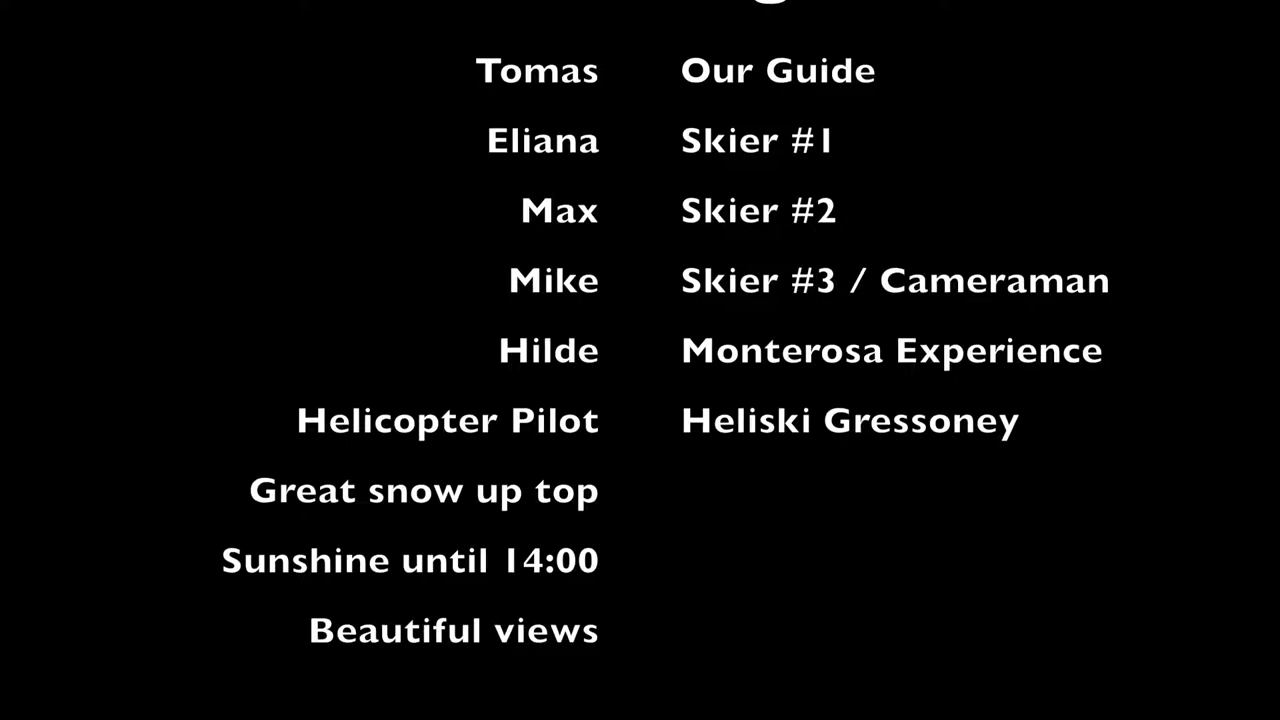 Tomas Our Guide
Eliana Skier #1
Max Skier #2
Mike Skier #3 / Cameraman
Hilde Monterosa Experience
Helicopter Pilot Heliski Gressoney
Great snow up top
Sunshine until 14:00
Beautiful views